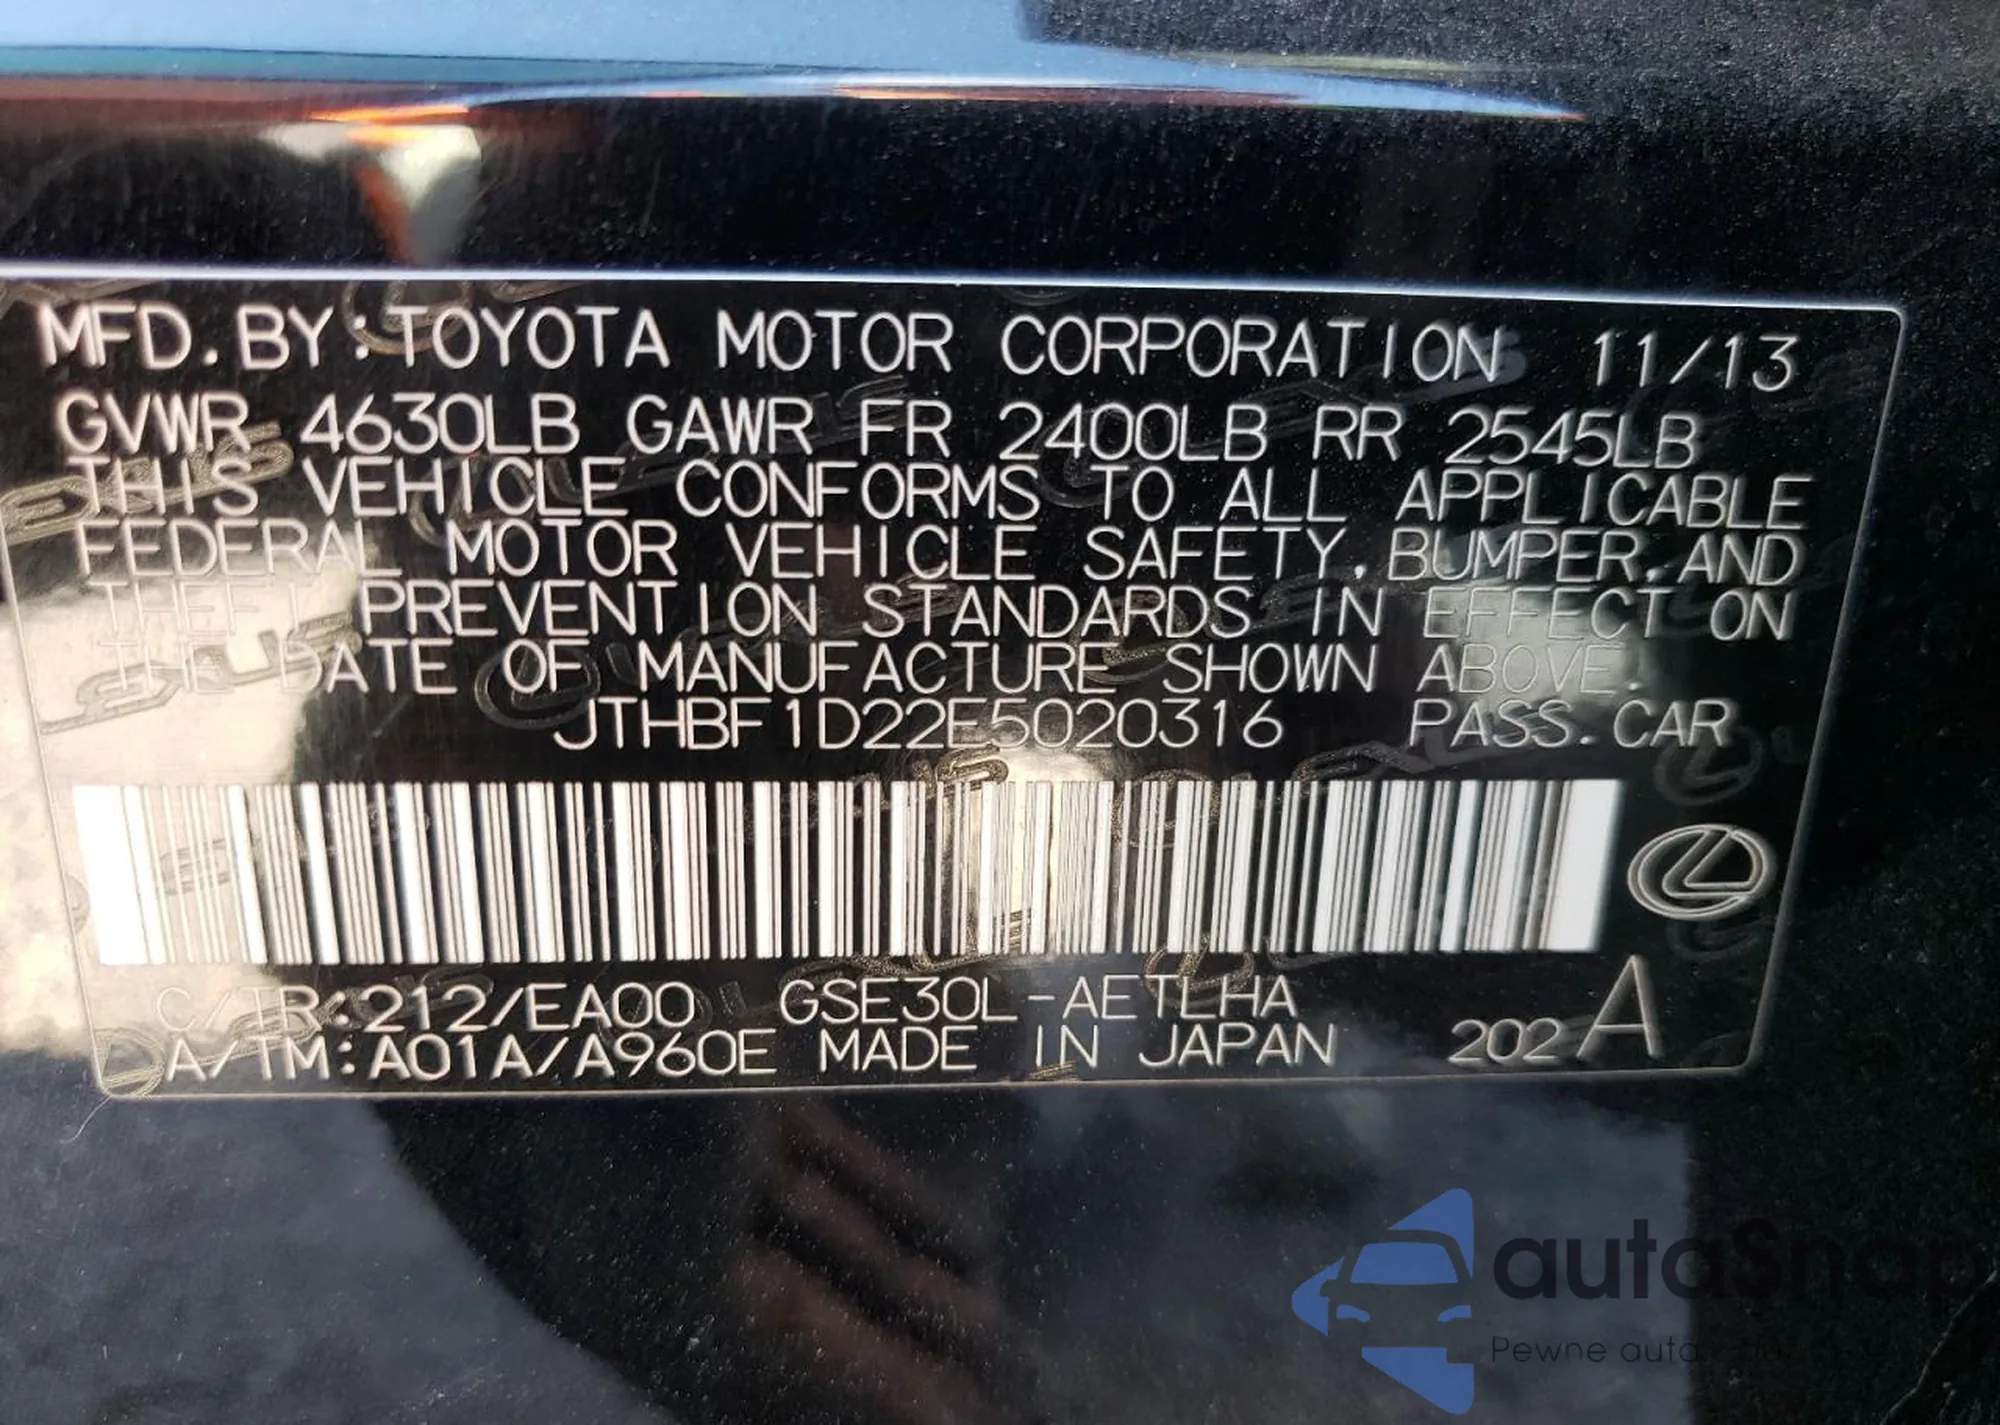 MFD. BY:TOYOTA MOTOR CORPORATION 11/13
GVWR 4630LB GAWR FR 2400LB RR 2545LB
THIS VEHICLE CONFORMS TO ALL APPLICABLE
FEDERAL MOTOR VEHICLE SAFETY, BUMPER, AND
THEFT PREVENTION STANDARDS IN EFFECT ON
THE DATE OF MANUFACTURE SHOWN ABOVE.
JTHBF1D22E5020316 PASS. CAR
C/TR:212/EA00 GSE30L-AETLHA
A/TM:A01A/A960E MADE IN JAPAN 202 A
autaSnap
Pewne auta